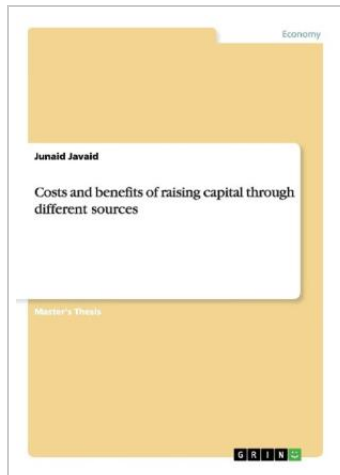 Economy
Junaid Javaid
Costs and benefits of raising capital through
different sources
Master's Thesis
GRIN